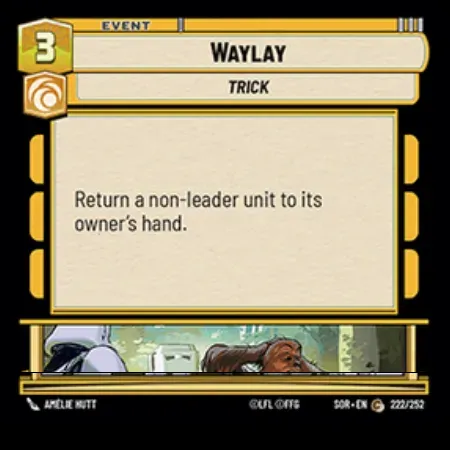 EVENT
3
WAYLAY
TRICK
Return a non-leader unit to its
owner's hand.
AMÉLIE HUTT ©LFL ©FFG SOR • EN C 222/252